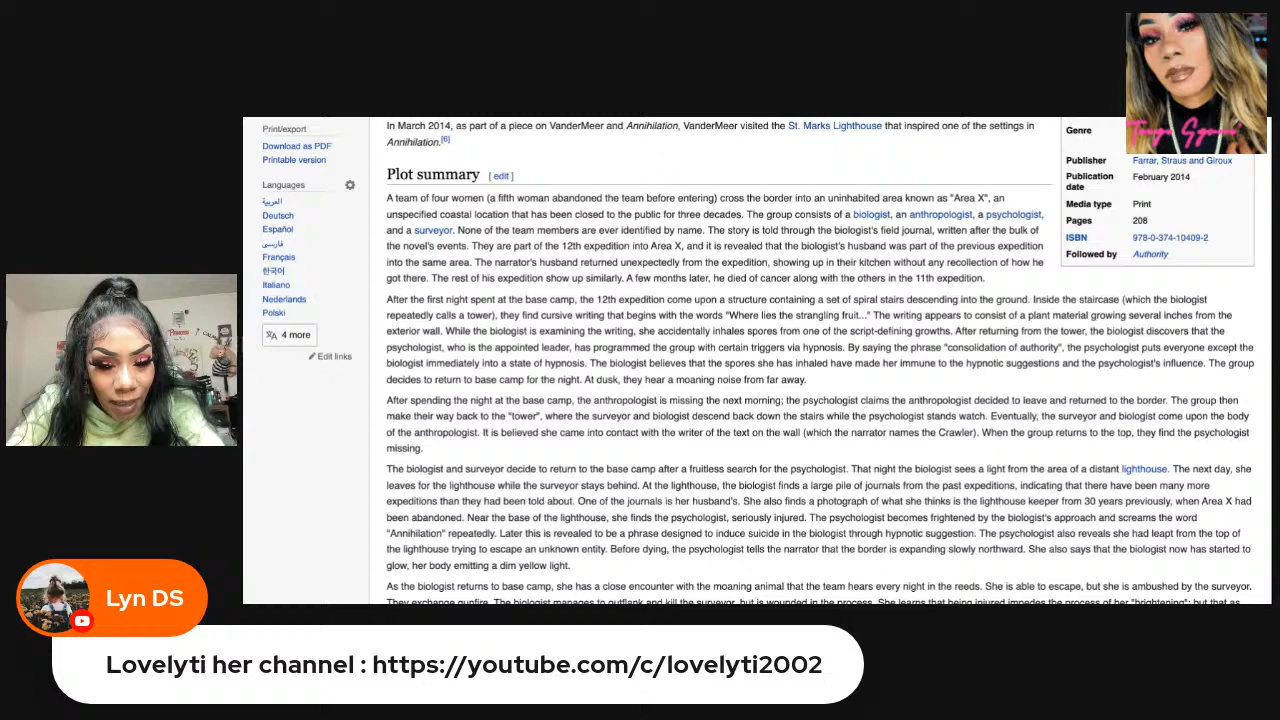 In March 2014, as part of a piece on VanderMeer and Annihilation, VanderMeer visited the St. Marks Lighthouse that inspired one of the settings in
Annihilation.[6]
Plot summary [ edit ]
A team of four women (a fifth woman abandoned the team before entering) cross the border into an uninhabited area known as "Area X", an
unspecified coastal location that has been closed to the public for three decades. The group consists of a biologist, an anthropologist, a psychologist,
and a surveyor. None of the team members are ever identified by name. The story is told through the biologist's field journal, written after the bulk of
the novel's events. They are part of the 12th expedition into Area X, and it is revealed that the biologist's husband was part of the previous expedition
into the same area. The narrator's husband returned unexpectedly from the expedition, showing up in their kitchen without any recollection of how he
got there. The rest of his expedition show up similarly. A few months later, he died of cancer along with the others in the 11th expedition.
After the first night spent at the base camp, the 12th expedition come upon a structure containing a set of spiral stairs descending into the ground. Inside the staircase (which the biologist
repeatedly calls a tower), they find cursive writing that begins with the words "Where lies the strangling fruit..." The writing appears to consist of a plant material growing several inches from the
exterior wall. While the biologist is examining the writing, she accidentally inhales spores from one of the script-defining growths. After returning from the tower, the biologist discovers that the
psychologist, who is the appointed leader, has programmed the group with certain triggers via hypnosis. By saying the phrase "consolidation of authority", the psychologist puts everyone except the
biologist immediately into a state of hypnosis. The biologist believes that the spores she has inhaled have made her immune to the hypnotic suggestions and the psychologist's influence. The group
decides to return to base camp for the night. At dusk, they hear a moaning noise from far away.
After spending the night at the base camp, the anthropologist is missing the next morning; the psychologist claims the anthropologist decided to leave and returned to the border. The group then
make their way back to the "tower", where the surveyor and biologist descend back down the stairs while the psychologist stands watch. Eventually, the surveyor and biologist come upon the body
of the anthropologist. It is believed she came into contact with the writer of the text on the wall (which the narrator names the Crawler). When the group returns to the top, they find the psychologist
missing.
The biologist and surveyor decide to return to the base camp after a fruitless search for the psychologist. That night the biologist sees a light from the area of a distant lighthouse. The next day, she
leaves for the lighthouse while the surveyor stays behind. At the lighthouse, the biologist finds a large pile of journals from the past expeditions, indicating that there have been many more
expeditions than they had been told about. One of the journals is her husband's. She also finds a photograph of what she thinks is the lighthouse keeper from 30 years previously, when Area X had
been abandoned. Near the base of the lighthouse, she finds the psychologist, seriously injured. The psychologist becomes frightened by the biologist's approach and screams the word
"Annihilation" repeatedly. Later this is revealed to be a phrase designed to induce suicide in the biologist through hypnotic suggestion. The psychologist also reveals she had leapt from the top of
the lighthouse trying to escape an unknown entity. Before dying, the psychologist tells the narrator that the border is expanding slowly northward. She also says that the biologist now has started to
glow, her body emitting a dim yellow light.
As the biologist returns to base camp, she has a close encounter with the moaning animal that the team hears every night in the reeds. She is able to escape, but she is ambushed by the surveyor.
They exchange gunfire. The biologist manages to outflank and kill the surveyor, but is wounded in the process. She learns that being injured impedes the process of her "brightening"; but that as
Print/export
Download as PDF
Printable version
Languages
العربية
Deutsch
Español
فارسی
Français
한국어
Italiano
Nederlands
Polski
4 more
Edit links
Genre
Publisher Farrar, Straus and Giroux
Publication date February 2014
Media type Print
Pages 208
ISBN 978-0-374-10409-2
Followed by Authority
Lyn DS
Lovelyti her channel : https://youtube.com/c/lovelyti2002